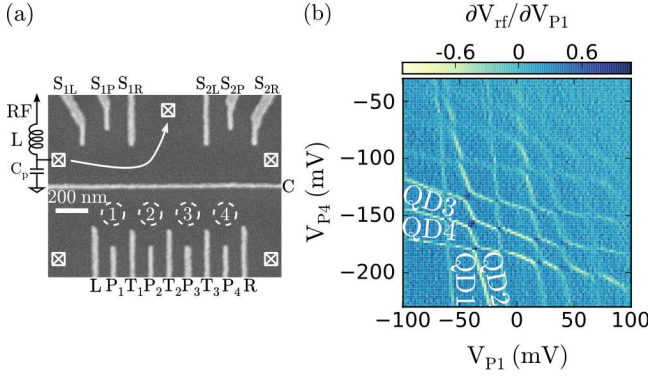 (a)
S1L S1P S1R S2L S2P S2R
RF
L
Cp
C
200 nm
1 2 3 4
L P1 T1 P2 T2 P3 T3 P4 R
(b)
∂Vrf/∂VP1
-0.6 0 0.6
−50
−100
−150
−200
VP4 (mV)
QD3
QD4
QD1
QD2
−100 −50 0 50 100
VP1 (mV)